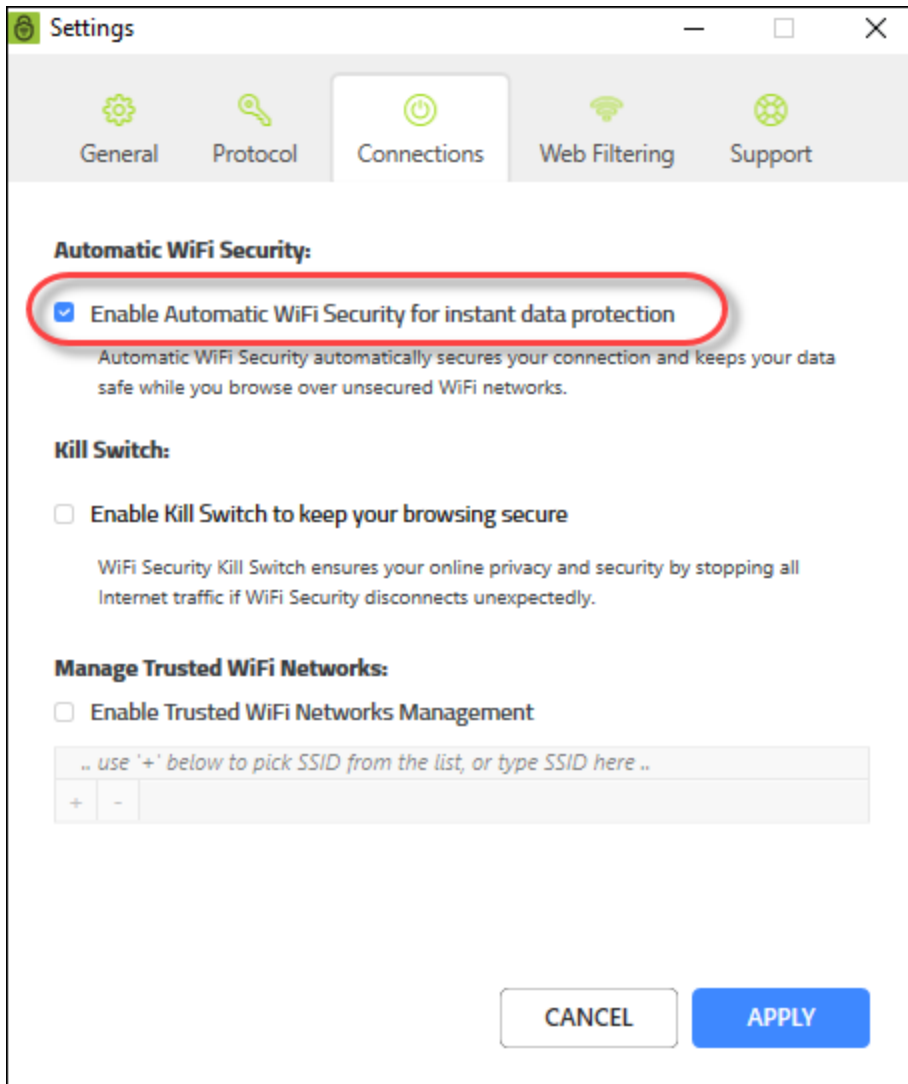 Settings
General Protocol Connections Web Filtering Support
Automatic WiFi Security:
Enable Automatic WiFi Security for instant data protection
Automatic WiFi Security automatically secures your connection and keeps your data
safe while you browse over unsecured WiFi networks.
Kill Switch:
Enable Kill Switch to keep your browsing secure
WiFi Security Kill Switch ensures your online privacy and security by stopping all
Internet traffic if WiFi Security disconnects unexpectedly.
Manage Trusted WiFi Networks:
Enable Trusted WiFi Networks Management
.. use '+' below to pick SSID from the list, or type SSID here ..
+ -
CANCEL APPLY